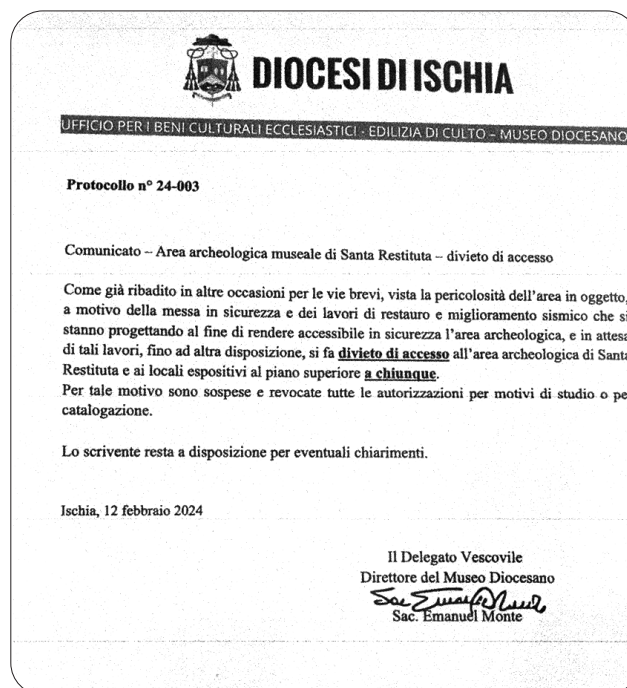 DIOCESI DI ISCHIA
UFFICIO PER I BENI CULTURALI ECCLESIASTICI - EDILIZIA DI CULTO – MUSEO DIOCESANO
Protocollo n° 24-003
Comunicato – Area archeologica museale di Santa Restituta – divieto di accesso
Come già ribadito in altre occasioni per le vie brevi, vista la pericolosità dell'area in oggetto,
a motivo della messa in sicurezza e dei lavori di restauro e miglioramento sismico che si
stanno progettando al fine di rendere accessibile in sicurezza l'area archeologica, e in attesa
di tali lavori, fino ad altra disposizione, si fa divieto di accesso all'area archeologica di Santa
Restituta e ai locali espositivi al piano superiore a chiunque.
Per tale motivo sono sospese e revocate tutte le autorizzazioni per motivi di studio o pe
catalogazione.
Lo scrivente resta a disposizione per eventuali chiarimenti.
Ischia, 12 febbraio 2024
Il Delegato Vescovile
Direttore del Museo Diocesano
Sac. Emanuel Monte